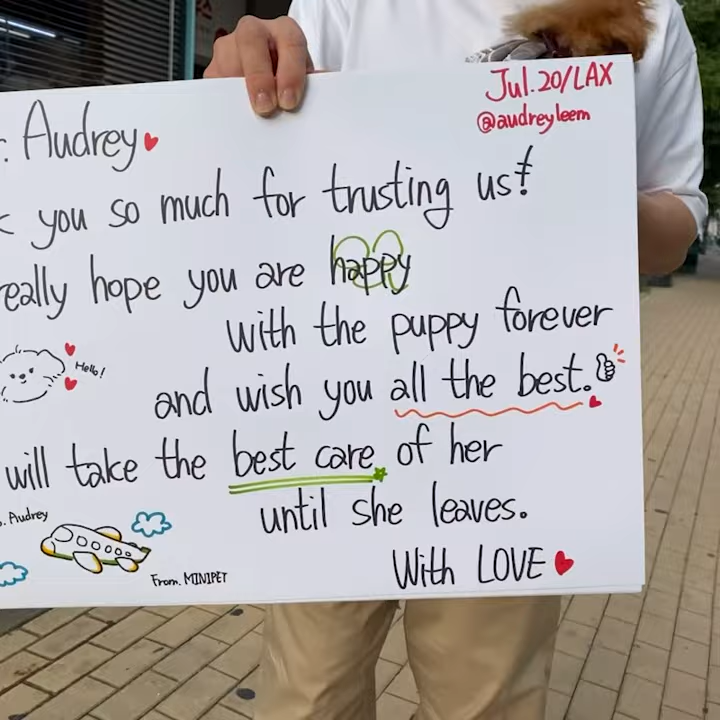 Jul.20/LAX
@audreyleem
: Audrey
you so much for trusting us!
really hope you are happy
with the puppy forever
Hello!
and wish you all the best.
will take the best care of her
until she leaves.
Audrey
From. MINIPET
With LOVE